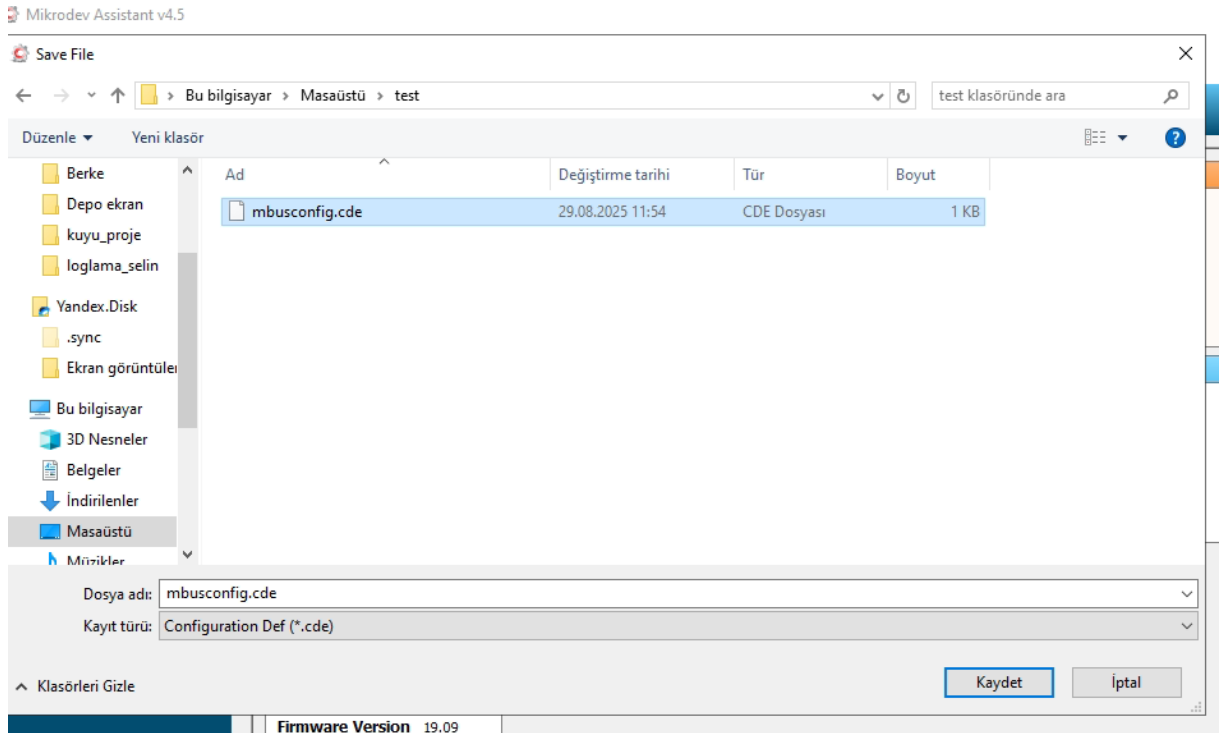 Mikrodev Assistant v4.5
Save File
Bu bilgisayar > Masaüstü > test
test klasöründe ara
Düzenle Yeni klasör
Berke
Depo ekran
kuyu_proje
loglama_selin
Yandex.Disk
.sync
Ekran görüntüler
Bu bilgisayar
3D Nesneler
Belgeler
İndirilenler
Masaüstü
Müzikler
Ad Değiştirme tarihi Tür Boyut
mbusconfig.cde 29.08.2025 11:54 CDE Dosyası 1 KB
Dosya adı: mbusconfig.cde
Kayıt türü: Configuration Def (*.cde)
Klasörleri Gizle
Kaydet İptal
Firmware Version 19.09